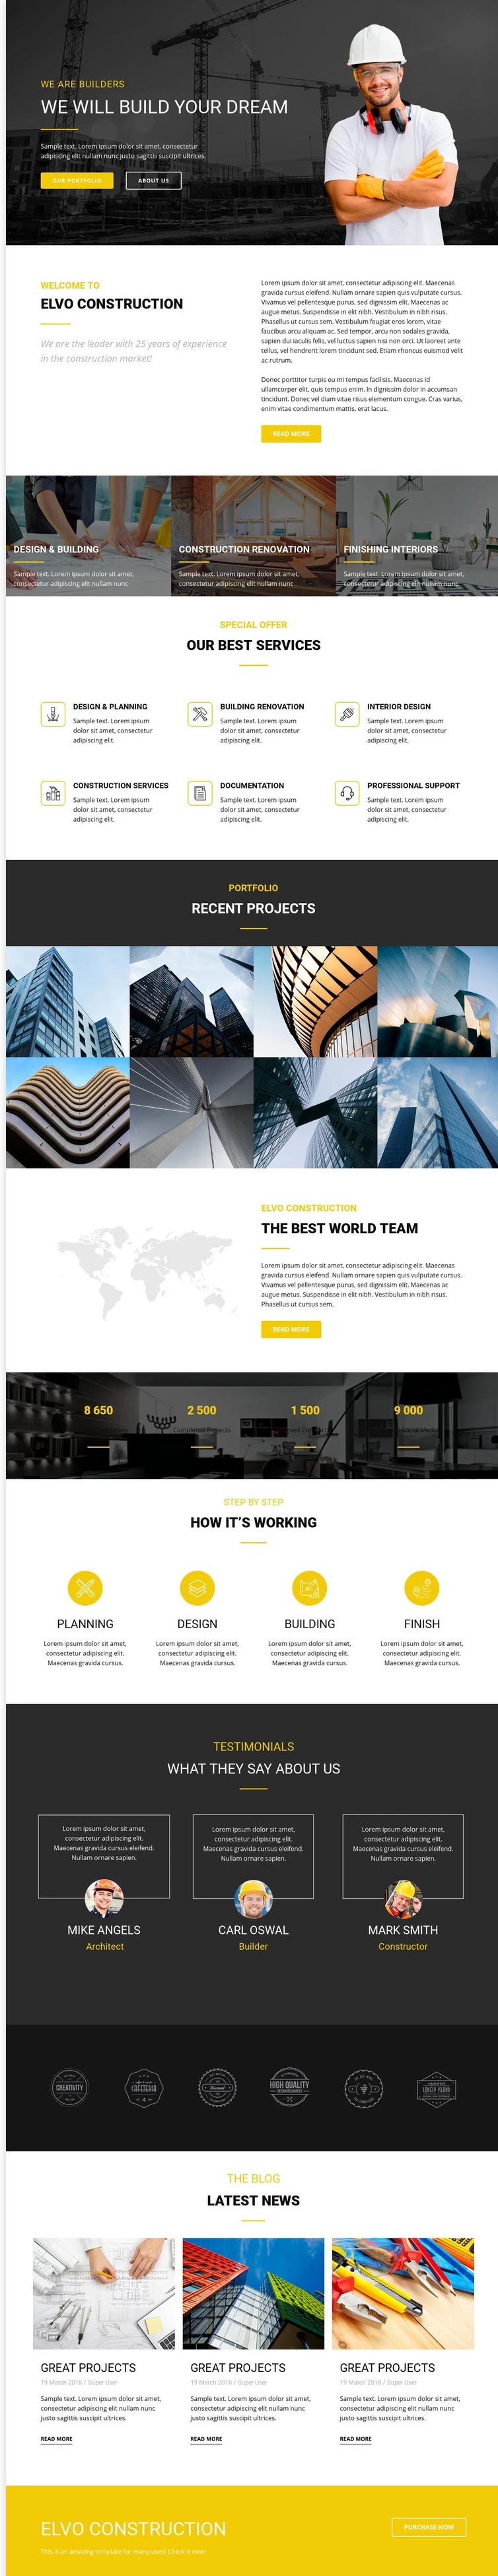 WE ARE BUILDERS
WE WILL BUILD YOUR DREAM
Sample text. Lorem ipsum dolor sit amet, consectetur
adipiscing elit nullam nunc justo sagittis suscipit ultrices.
OUR PORTFOLIO
ABOUT US
WELCOME TO
ELVO CONSTRUCTION
We are the leader with 25 years of experience
in the construction market!
Lorem ipsum dolor sit amet, consectetur adipiscing elit. Maecenas
gravida cursus eleifend. Nullam ornare sapien quis vulputate cursus.
Vivamus vel pellentesque purus, sed dignissim elit. Maecenas ac
augue metus. Suspendisse in elit nibh. Vestibulum in nibh risus.
Phasellus ut cursus sem. Vestibulum feugiat eros lorem, vitae
faucibus arcu aliquam ac. Sed tempor, arcu non sodales gravida,
sapien dui iaculis felis, vel luctus sapien nisi non orci. Ut laoreet ante
tellus, vel hendrerit lorem tincidunt sed. Etiam rhoncus euismod velit
ac rutrum.
Donec porttitor turpis eu mi tempus facilisis. Maecenas id
ullamcorper elit, quis tempus enim. In dignissim dolor in accumsan
tincidunt. Donec vel diam vitae risus elementum congue. Cras varius,
enim vitae condimentum mattis, erat lacus.
READ MORE
DESIGN & BUILDING
Sample text. Lorem ipsum dolor sit amet,
consectetur adipiscing elit nullam nunc
CONSTRUCTION RENOVATION
Sample text. Lorem ipsum dolor sit amet,
consectetur adipiscing elit nullam nunc
FINISHING INTERIORS
Sample text. Lorem ipsum dolor sit amet,
consectetur adipiscing elit nullam nunc
SPECIAL OFFER
OUR BEST SERVICES
DESIGN & PLANNING
Sample text. Lorem ipsum
dolor sit amet, consectetur
adipiscing elit.
BUILDING RENOVATION
Sample text. Lorem ipsum
dolor sit amet, consectetur
adipiscing elit.
INTERIOR DESIGN
Sample text. Lorem ipsum
dolor sit amet, consectetur
adipiscing elit.
CONSTRUCTION SERVICES
Sample text. Lorem ipsum
dolor sit amet, consectetur
adipiscing elit.
DOCUMENTATION
Sample text. Lorem ipsum
dolor sit amet, consectetur
adipiscing elit.
PROFESSIONAL SUPPORT
Sample text. Lorem ipsum
dolor sit amet, consectetur
adipiscing elit.
PORTFOLIO
RECENT PROJECTS
ELVO CONSTRUCTION
THE BEST WORLD TEAM
Lorem ipsum dolor sit amet, consectetur adipiscing elit. Maecenas
gravida cursus eleifend. Nullam ornare sapien quis vulputate cursus.
Vivamus vel pellentesque purus, sed dignissim elit. Maecenas ac
augue metus. Suspendisse in elit nibh. Vestibulum in nibh risus.
Phasellus ut cursus sem.
READ MORE
8 650
2 500
1 500
9 000
Completed Projects
STEP BY STEP
HOW IT'S WORKING
PLANNING
Lorem ipsum dolor sit amet,
consectetur adipiscing elit.
Maecenas gravida cursus.
DESIGN
Lorem ipsum dolor sit amet,
consectetur adipiscing elit.
Maecenas gravida cursus.
BUILDING
Lorem ipsum dolor sit amet,
consectetur adipiscing elit.
Maecenas gravida cursus.
FINISH
Lorem ipsum dolor sit amet,
consectetur adipiscing elit.
Maecenas gravida cursus.
TESTIMONIALS
WHAT THEY SAY ABOUT US
Lorem ipsum dolor sit amet,
consectetur adipiscing elit.
Maecenas gravida cursus eleifend.
Nullam ornare sapien.
MIKE ANGELS
Architect
Lorem ipsum dolor sit amet,
consectetur adipiscing elit.
Maecenas gravida cursus eleifend.
Nullam ornare sapien.
CARL OSWAL
Builder
Lorem ipsum dolor sit amet,
consectetur adipiscing elit.
Maecenas gravida cursus eleifend.
Nullam ornare sapien.
MARK SMITH
Constructor
CREATIVITY
CAFETERIA
HIGH QUALITY
LONGER ISLAND
THE BLOG
LATEST NEWS
GREAT PROJECTS
19 March 2018 / Super User
Sample text. Lorem ipsum dolor sit amet,
consectetur adipiscing elit nullam nunc
justo sagittis suscipit ultrices.
READ MORE
GREAT PROJECTS
19 March 2018 / Super User
Sample text. Lorem ipsum dolor sit amet,
consectetur adipiscing elit nullam nunc
justo sagittis suscipit ultrices.
READ MORE
GREAT PROJECTS
19 March 2018 / Super User
Sample text. Lorem ipsum dolor sit amet,
consectetur adipiscing elit nullam nunc
justo sagittis suscipit ultrices.
READ MORE
ELVO CONSTRUCTION
This is an amazing template for many uses! Check it now!
PURCHASE NOW